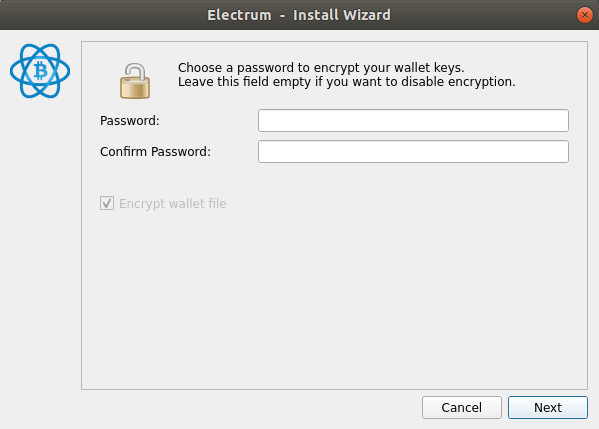 Electrum - Install Wizard
Choose a password to encrypt your wallet keys.
Leave this field empty if you want to disable encryption.
Password:
Confirm Password:
Encrypt wallet file
Cancel
Next